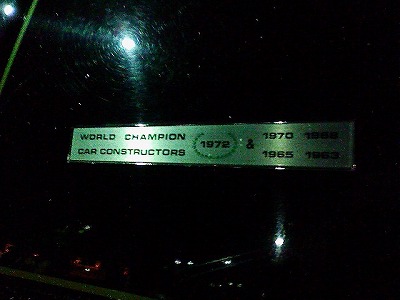 WORLD CHAMPION
CAR CONSTRUCTORS
1972 &
1970 1968
1965 1963